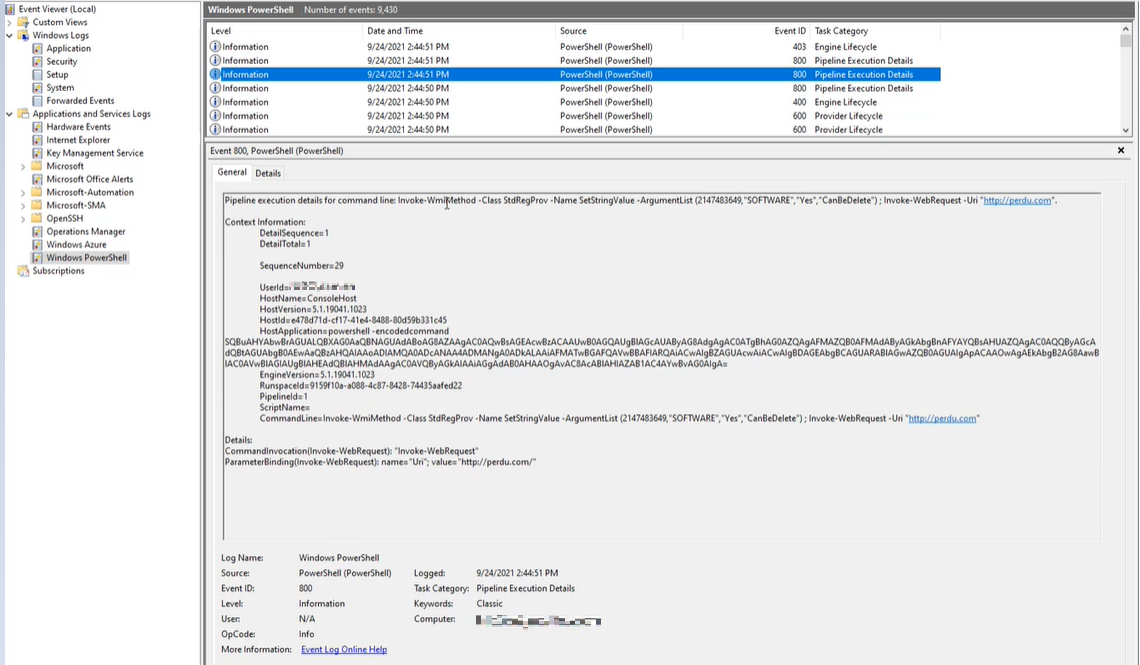 Event Viewer (Local)
Custom Views
Windows Logs
Application
Security
Setup
System
Forwarded Events
Applications and Services Logs
Hardware Events
Internet Explorer
Key Management Service
Microsoft
Microsoft Office Alerts
Microsoft-Automation
Microsoft-SMA
OpenSSH
Operations Manager
Windows Azure
Windows PowerShell
Subscriptions
Windows PowerShell Number of events: 9,430
Level Date and Time Source Event ID Task Category
Information 9/24/2021 2:44:51 PM PowerShell (PowerShell) 403 Engine Lifecycle
Information 9/24/2021 2:44:51 PM PowerShell (PowerShell) 800 Pipeline Execution Details
Information 9/24/2021 2:44:51 PM PowerShell (PowerShell) 800 Pipeline Execution Details
Information 9/24/2021 2:44:50 PM PowerShell (PowerShell) 800 Pipeline Execution Details
Information 9/24/2021 2:44:50 PM PowerShell (PowerShell) 400 Engine Lifecycle
Information 9/24/2021 2:44:50 PM PowerShell (PowerShell) 600 Provider Lifecycle
Information 9/24/2021 2:44:50 PM PowerShell (PowerShell) 600 Provider Lifecycle
Event 800, PowerShell (PowerShell)
General Details
Pipeline execution details for command line: Invoke-WmiMethod -Class StdRegProv -Name SetStringValue -ArgumentList (2147483649,"SOFTWARE","Yes","CanBeDelete") ; Invoke-WebRequest -Uri "http://perdu.com".
Context Information:
DetailSequence=1
DetailTotal=1
SequenceNumber=29
UserId=
HostName=ConsoleHost
HostVersion=5.1.19041.1023
HostId=e478d71d-cf17-41e4-8488-80d59b331c45
HostApplication=powershell -encodedcommand
EngineVersion=5.1.19041.1023
RunspaceId=9159f10a-a088-4c87-8428-74435aafed22
PipelineId=1
ScriptName=
CommandLine=Invoke-WmiMethod -Class StdRegProv -Name SetStringValue -ArgumentList (2147483649,"SOFTWARE","Yes","CanBeDelete") ; Invoke-WebRequest -Uri "http://perdu.com"
Details:
CommandInvocation(Invoke-WebRequest): "Invoke-WebRequest"
ParameterBinding(Invoke-WebRequest): name="Uri"; value="http://perdu.com/"
Log Name: Windows PowerShell
Source: PowerShell (PowerShell) Logged: 9/24/2021 2:44:51 PM
Event ID: 800 Task Category: Pipeline Execution Details
Level: Information Keywords: Classic
User: N/A Computer:
OpCode: Info
More Information: Event Log Online Help